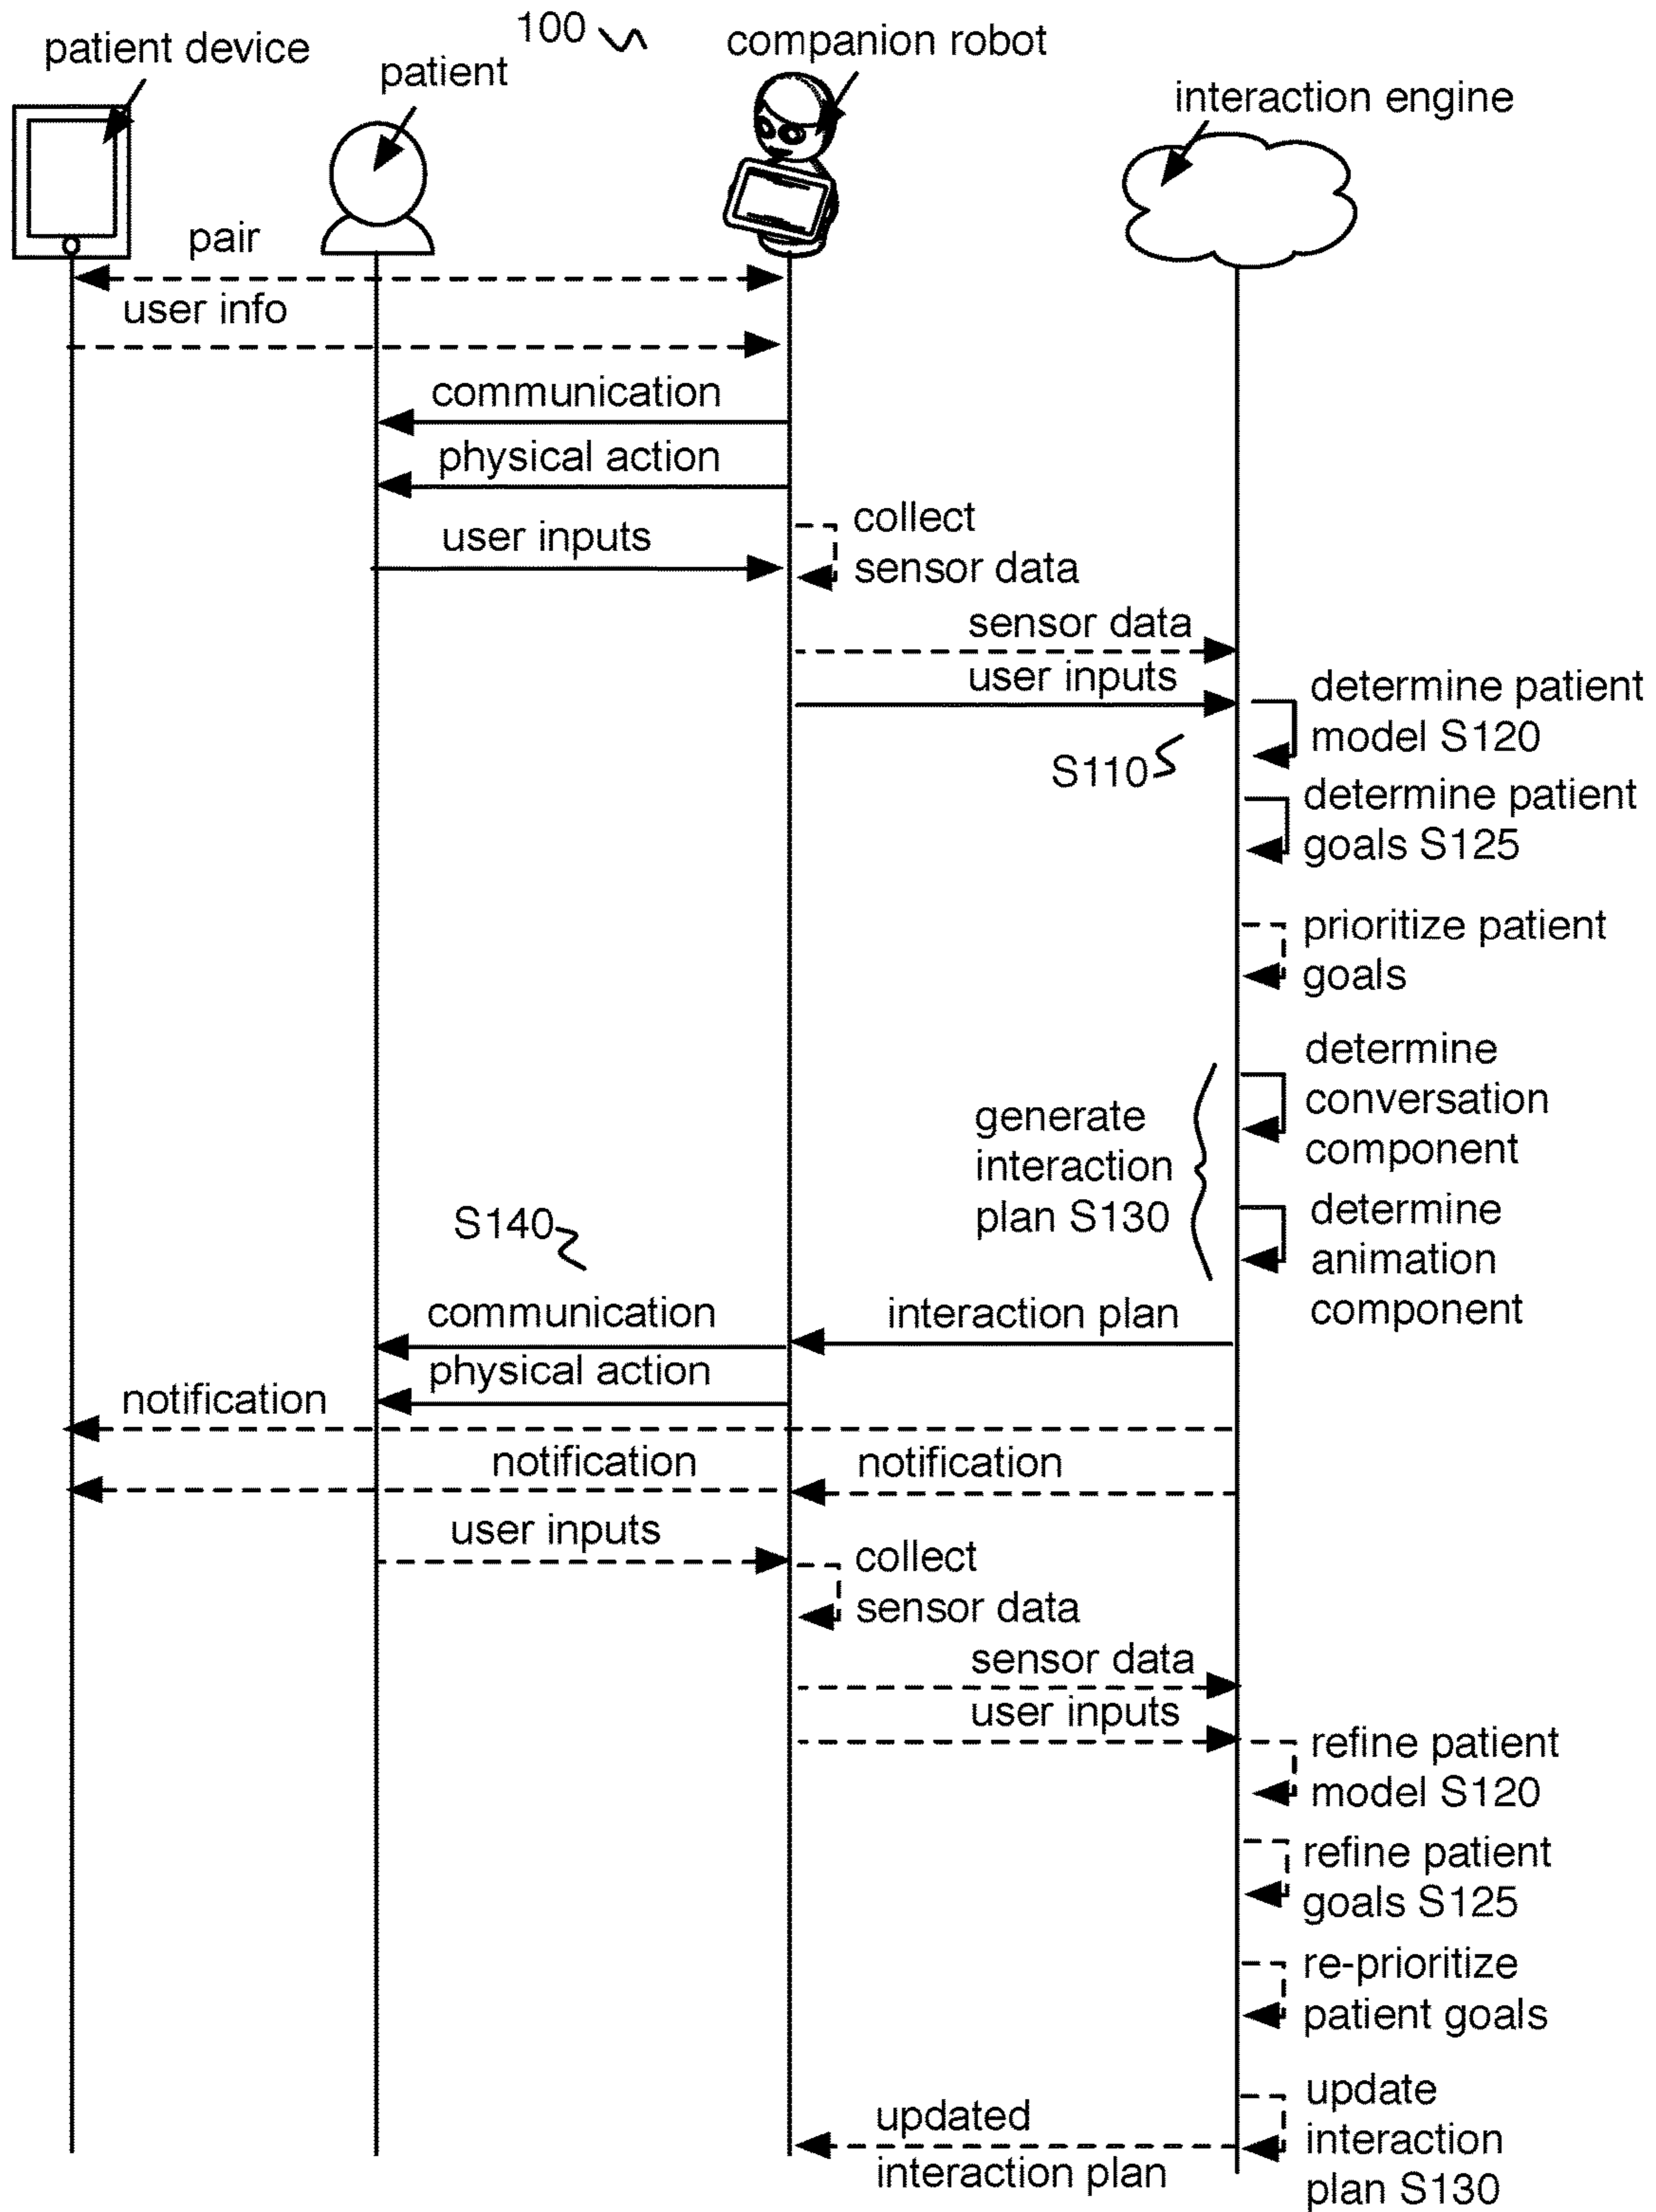 100
companion robot
patient device
patient
interaction engine
pair
user info
communication
physical action
collect
user inputs
sensor data
sensor data
user inputs
determine patient
model S120
S110
determine patient
goals S125
prioritize patient
goals
determine
conversation
component
generate
interaction
plan S130
determine
animation
component
S140
communication
interaction plan
physical action
notification
notification
notification
user inputs
collect
sensor data
sensor data
user inputs
refine patient
model S120
refine patient
goals S125
re-prioritize
patient goals
update
interaction
plan S130
updated
interaction plan